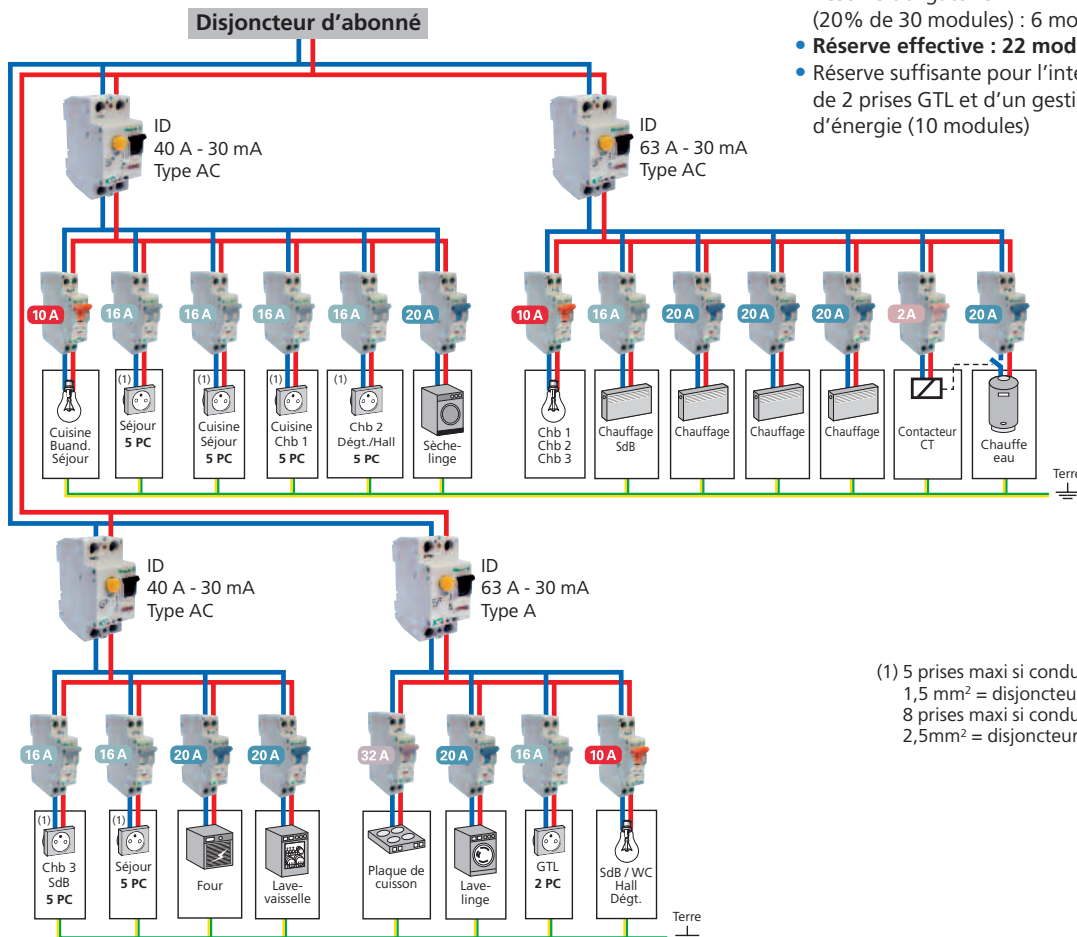 Disjoncteur d'abonné
(20% de 30 modules) : 6 mo
• Réserve effective : 22 mod
• Réserve suffisante pour l'inte
de 2 prises GTL et d'un gesti
d'énergie (10 modules)
ID
40 A - 30 mA
Type AC
ID
63 A - 30 mA
Type AC
10 A
16 A
16 A
16 A
16 A
20 A
10 A
16 A
20 A
20 A
20 A
2 A
20 A
Cuisine
Buand.
Séjour
(1)
Séjour
5 PC
(1)
Cuisine
Séjour
5 PC
(1)
Cuisine
Chb 1
5 PC
(1)
Chb 2
Dégt./Hall
5 PC
Sèche-
linge
Chb 1
Chb 2
Chb 3
Chauffage
SdB
Chauffage
Chauffage
Chauffage
Contacteur
CT
Chauffe
eau
Terre
ID
40 A - 30 mA
Type AC
ID
63 A - 30 mA
Type A
(1) 5 prises maxi si condu
1,5 mm² = disjoncteu
8 prises maxi si condu
2,5mm² = disjoncteur
16 A
16 A
20 A
20 A
32 A
20 A
16 A
10 A
(1)
Chb 3
SdB
5 PC
(1)
Séjour
5 PC
Four
Lave-
vaisselle
Plaque de
cuisson
Lave-
linge
GTL
2 PC
SdB / WC
Hall
Dégt.
Terre